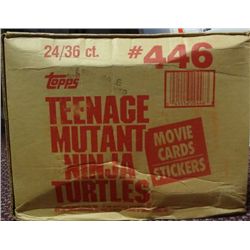 24/36 ct.
#446
topps
TEENAGE
MUTANT
NINJA
TURTLES
MOVIE
CARDS
STICKERS